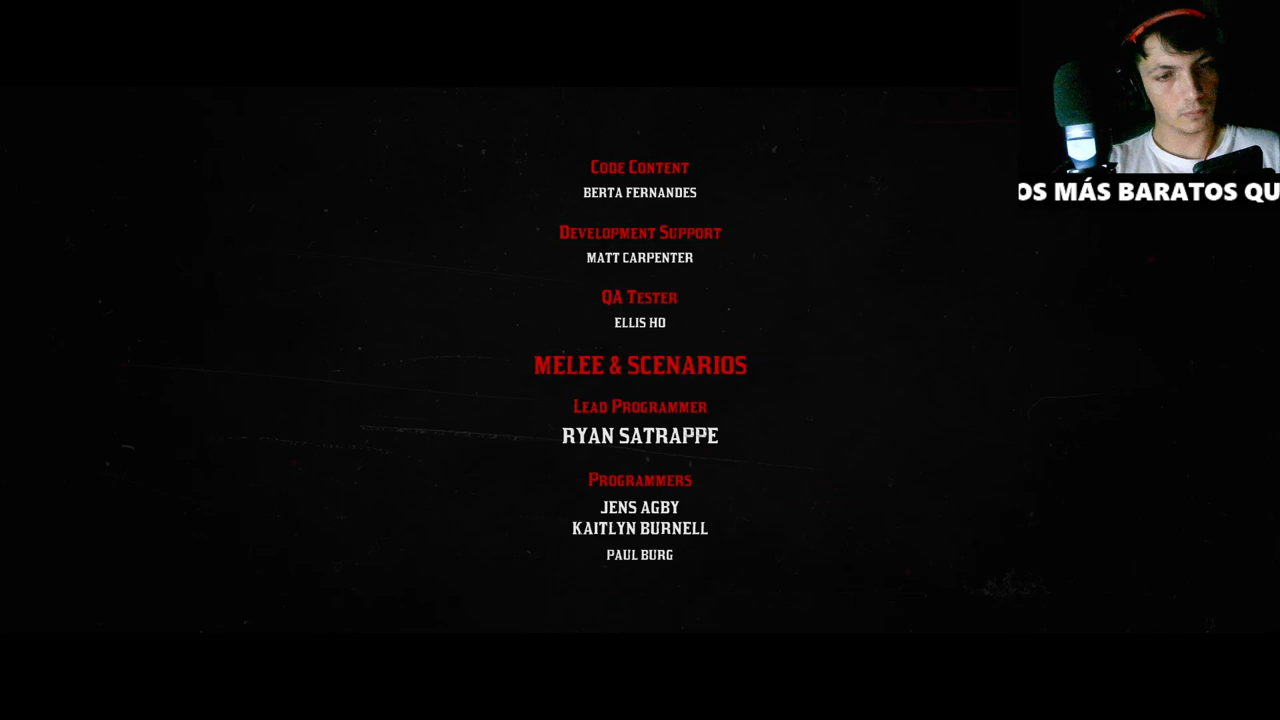 CODE CONTENT
BERTA FERNANDES
DEVELOPMENT SUPPORT
MATT CARPENTER
QA TESTER
ELLIS HO
MELEE & SCENARIOS
LEAD PROGRAMMER
RYAN SATRAPPE
PROGRAMMERS
JENS AGBY
KAITLYN BURNELL
PAUL BURG
OS MÁS BARATOS QU